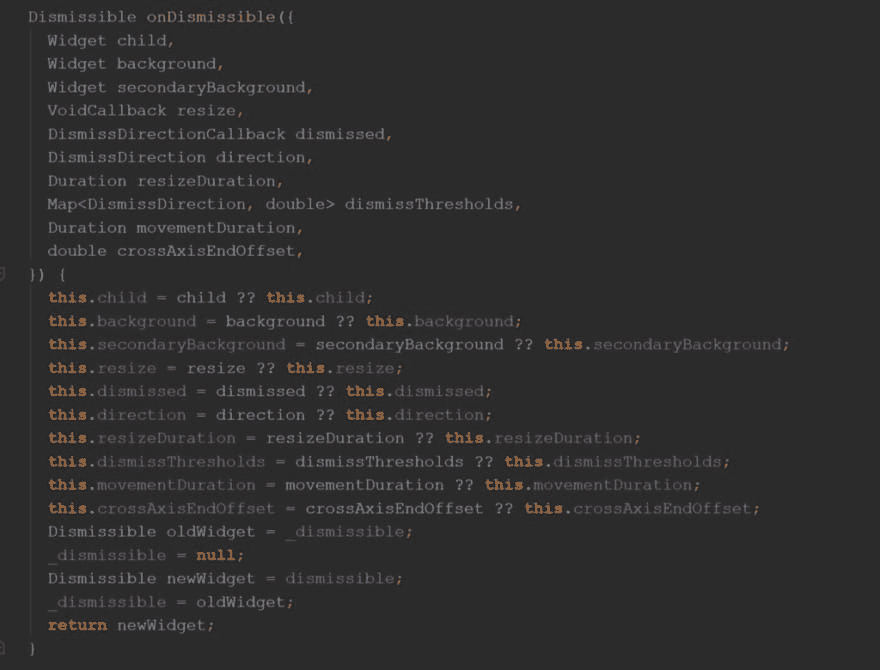 Dismissible onDismissible({
  Widget child,
  Widget background,
  Widget secondaryBackground,
  VoidCallback resize,
  DismissDirectionCallback dismissed,
  DismissDirection direction,
  Duration resizeDuration,
  Map<DismissDirection, double> dismissThresholds,
  Duration movementDuration,
  double crossAxisEndOffset,
}) {
  this.child = child ?? this.child;
  this.background = background ?? this.background;
  this.secondaryBackground = secondaryBackground ?? this.secondaryBackground;
  this.resize = resize ?? this.resize;
  this.dismissed = dismissed ?? this.dismissed;
  this.direction = direction ?? this.direction;
  this.resizeDuration = resizeDuration ?? this.resizeDuration;
  this.dismissThresholds = dismissThresholds ?? this.dismissThresholds;
  this.movementDuration = movementDuration ?? this.movementDuration;
  this.crossAxisEndOffset = crossAxisEndOffset ?? this.crossAxisEndOffset;
  Dismissible oldWidget = _dismissible;
  _dismissible = null;
  Dismissible newWidget = dismissible;
  _dismissible = oldWidget;
  return newWidget;
}